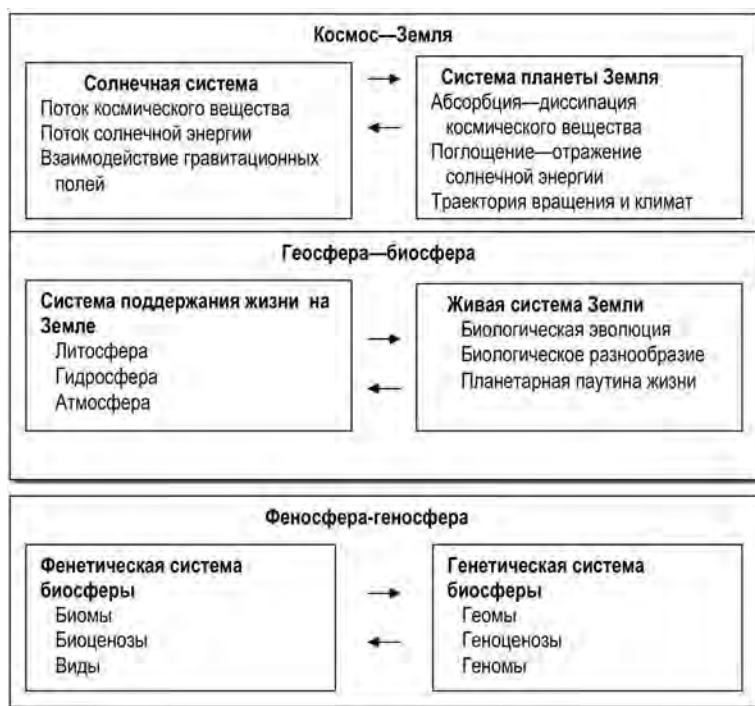 Космос—Земля
Солнечная система
Поток космического вещества
Поток солнечной энергии
Взаимодействие гравитационных
полей
Система планеты Земля
Абсорбция—диссипация
космического вещества
Поглощение—отражение
солнечной энергии
Траектория вращения и климат
Геосфера—биосфера
Система поддержания жизни на
Земле
Литосфера
Гидросфера
Атмосфера
Живая система Земли
Биологическая эволюция
Биологическое разнообразие
Планетарная паутина жизни
Феносфера-геносфера
Фенетическая система
биосферы
Биомы
Биоценозы
Виды
Генетическая система
биосферы
Геомы
Геноценозы
Геномы